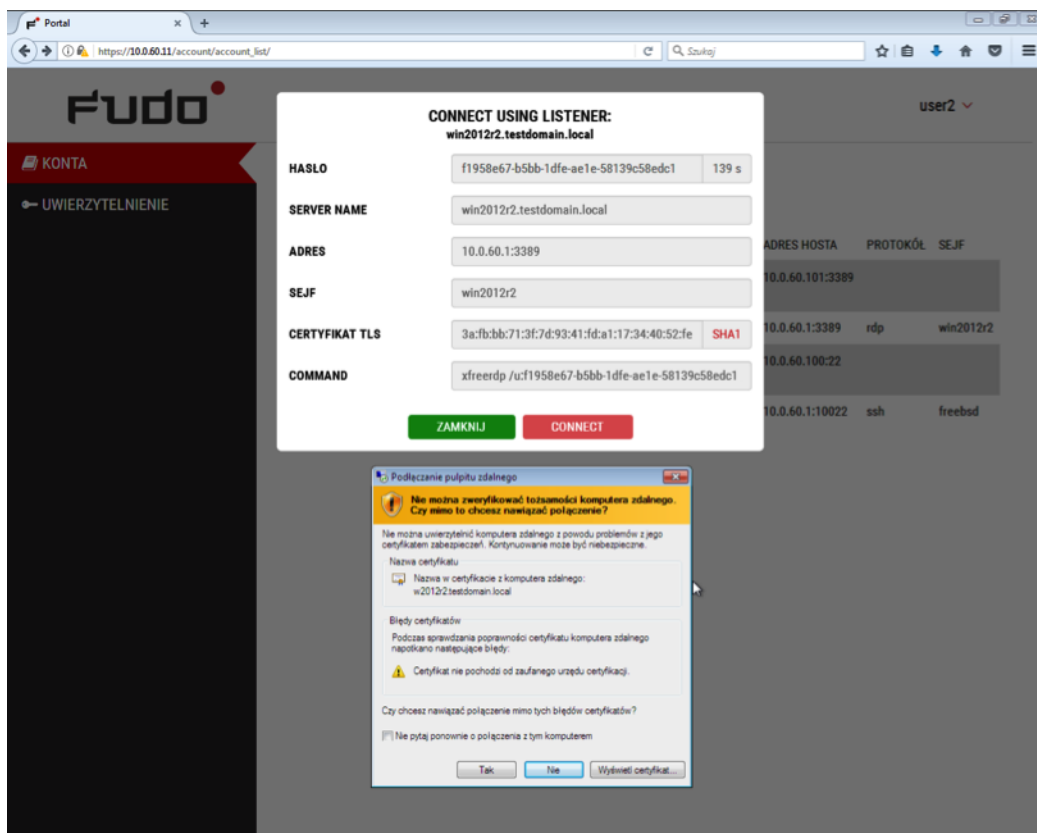 Portal
https://10.0.60.11/account/account_list/
Szukaj
FUDO
user2
KONTA
UWIERZYTELNIENIE
CONNECT USING LISTENER:
win2012r2.testdomain.local
HASLO f1958e67-b5bb-1dfe-ae1e-58139c58edc1 139 s
SERVER NAME win2012r2.testdomain.local
ADRES 10.0.60.1:3389
SEJF win2012r2
CERTYFIKAT TLS 3a:fb:bb:71:3f:7d:93:41:fd:a1:17:34:40:52:fe SHA1
COMMAND xfreerdp /u:f1958e67-b5bb-1dfe-ae1e-58139c58edc1
ZAMKNIJ CONNECT
ADRES HOSTA PROTOKÓŁ SEJF
10.0.60.101:3389
10.0.60.1:3389 rdp win2012r2
10.0.60.100:22
10.0.60.1:10022 ssh freebsd
Podłączanie pulpitu zdalnego
Nie można zweryfikować tożsamości komputera zdalnego.
Czy mimo to chcesz nawiązać połączenie?
Nie można uwierzytelnić komputera zdalnego z powodu problemów z jego
certyfikatem zabezpieczeń. Kontynuowanie może być niebezpieczne.
Nazwa certyfikatu
Nazwa w certyfikacie z komputera zdalnego:
w2012r2.testdomain.local
Błędy certyfikatów
Podczas sprawdzania poprawności certyfikatu komputera zdalnego
napotkano następujące błędy:
Certyfikat nie pochodzi od zaufanego urzędu certyfikacji.
Czy chcesz nawiązać połączenie mimo tych błędów certyfikatów?
Nie pytaj ponownie o połączenia z tym komputerem
Tak Nie Wyświetl certyfikat...